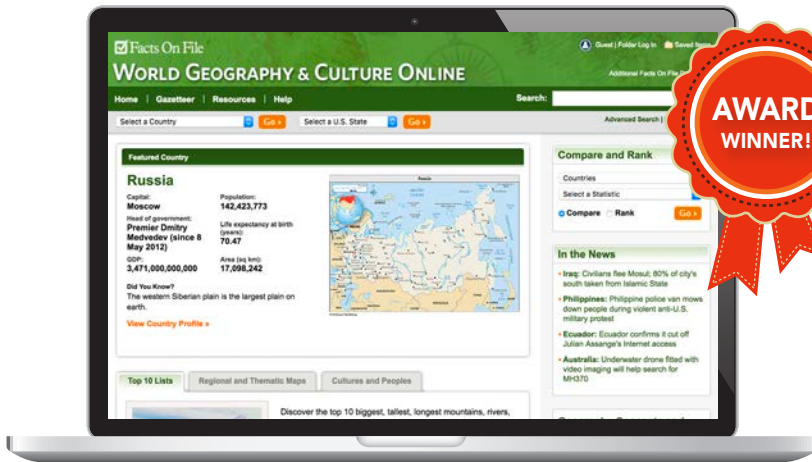 Facts On File
WORLD GEOGRAPHY & CULTURE ONLINE
Guest | Folder Log In Saved Items
Additional Facts On File
Home | Gazetteer | Resources | Help
Search:
Select a Country Go
Select a U.S. State Go
Advanced Search |
AWARD
WINNER!
Featured Country
Russia
Capital:
Moscow
Population:
142,423,773
Head of government:
Premier Dmitry
Medvedev (since 8
May 2012)
Life expectancy at birth
(years):
70.47
GDP:
3,471,000,000,000
Area (sq km):
17,098,242
Did You Know?
The western Siberian plain is the largest plain on
earth.
View Country Profile »
Russia
Compare and Rank
Countries
Select a Statistic
Compare Rank Go
In the News
• Iraq: Civilians flee Mosul; 80% of city's
south taken from Islamic State
• Philippines: Philippine police van mows
down people during violent anti-U.S.
military protest
• Ecuador: Ecuador confirms it cut off
Julian Assange's Internet access
• Australia: Underwater drone fitted with
video imaging will help search for
MH370
Top 10 Lists
Regional and Thematic Maps
Cultures and Peoples
Discover the top 10 biggest, tallest, longest mountains, rivers,